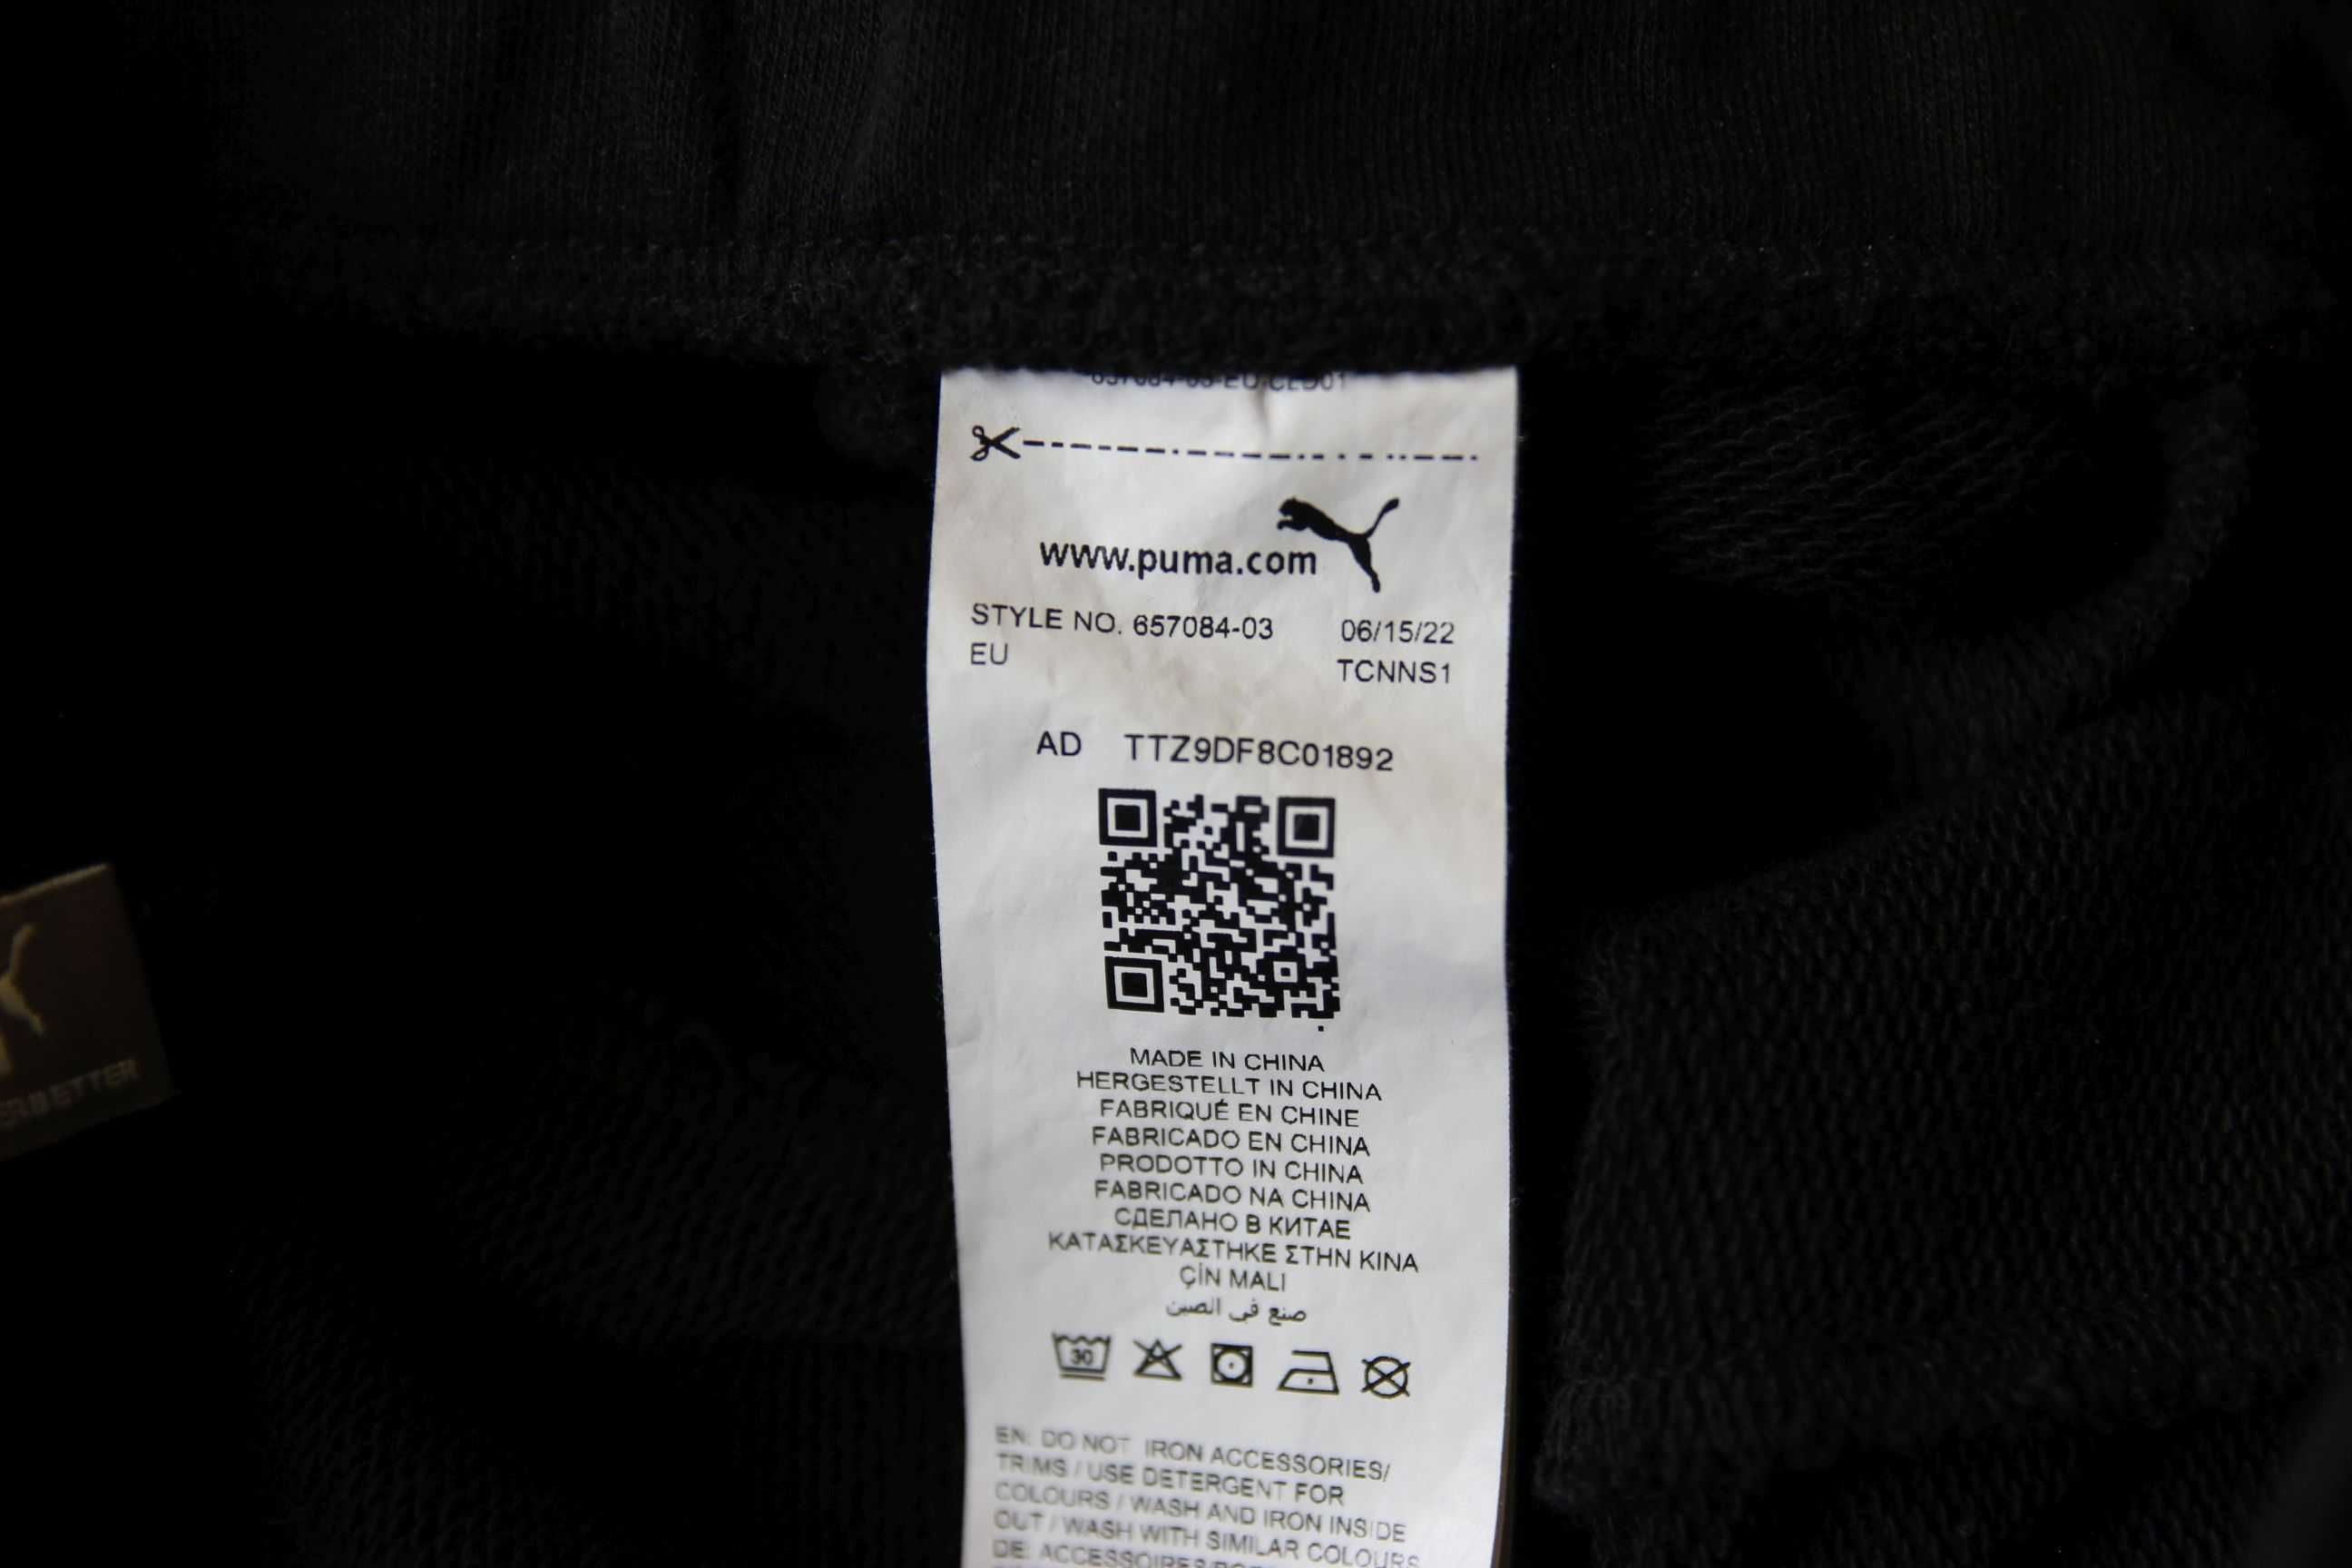 www.puma.com
STYLE NO. 657084-03 06/15/22
EU TCNNS1
AD TTZ9DF8C01892
MADE IN CHINA
HERGESTELLT IN CHINA
FABRIQUÉ EN CHINE
FABRICADO EN CHINA
PRODOTTO IN CHINA
FABRICADO NA CHINA
СДЕЛАНО В КИТАЕ
ΚΑΤΑΣΚΕΥΑΣΤΗΚΕ ΣΤΗΝ ΚΙΝΑ
ÇİN MALI
صنع في الصين
30
EN: DO NOT IRON ACCESSORIES/
TRIMS / USE DETERGENT FOR
COLOURS / WASH AND IRON INSIDE
OUT / WASH WITH SIMILAR COLOURS
DE: